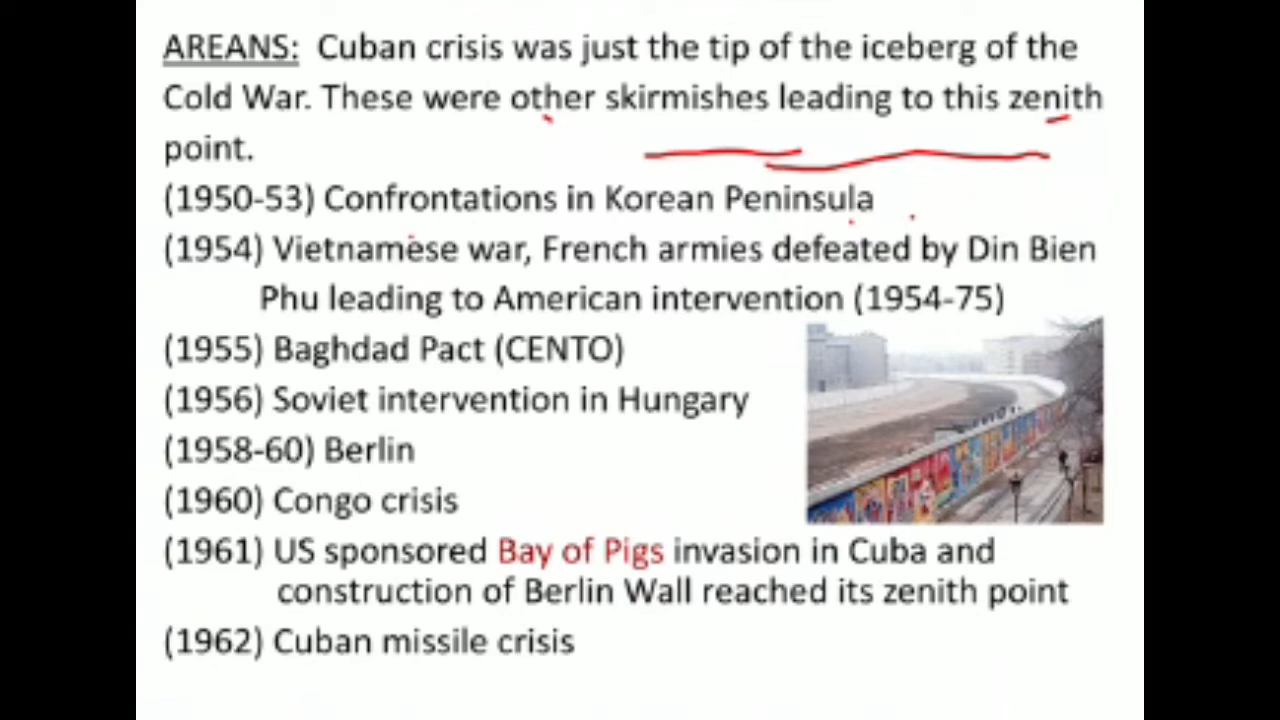 AREANS: Cuban crisis was just the tip of the iceberg of the
Cold War. These were other skirmishes leading to this zenith
point.
(1950-53) Confrontations in Korean Peninsula
(1954) Vietnamese war, French armies defeated by Din Bien
Phu leading to American intervention (1954-75)
(1955) Baghdad Pact (CENTO)
(1956) Soviet intervention in Hungary
(1958-60) Berlin
(1960) Congo crisis
(1961) US sponsored Bay of Pigs invasion in Cuba and
construction of Berlin Wall reached its zenith point
(1962) Cuban missile crisis